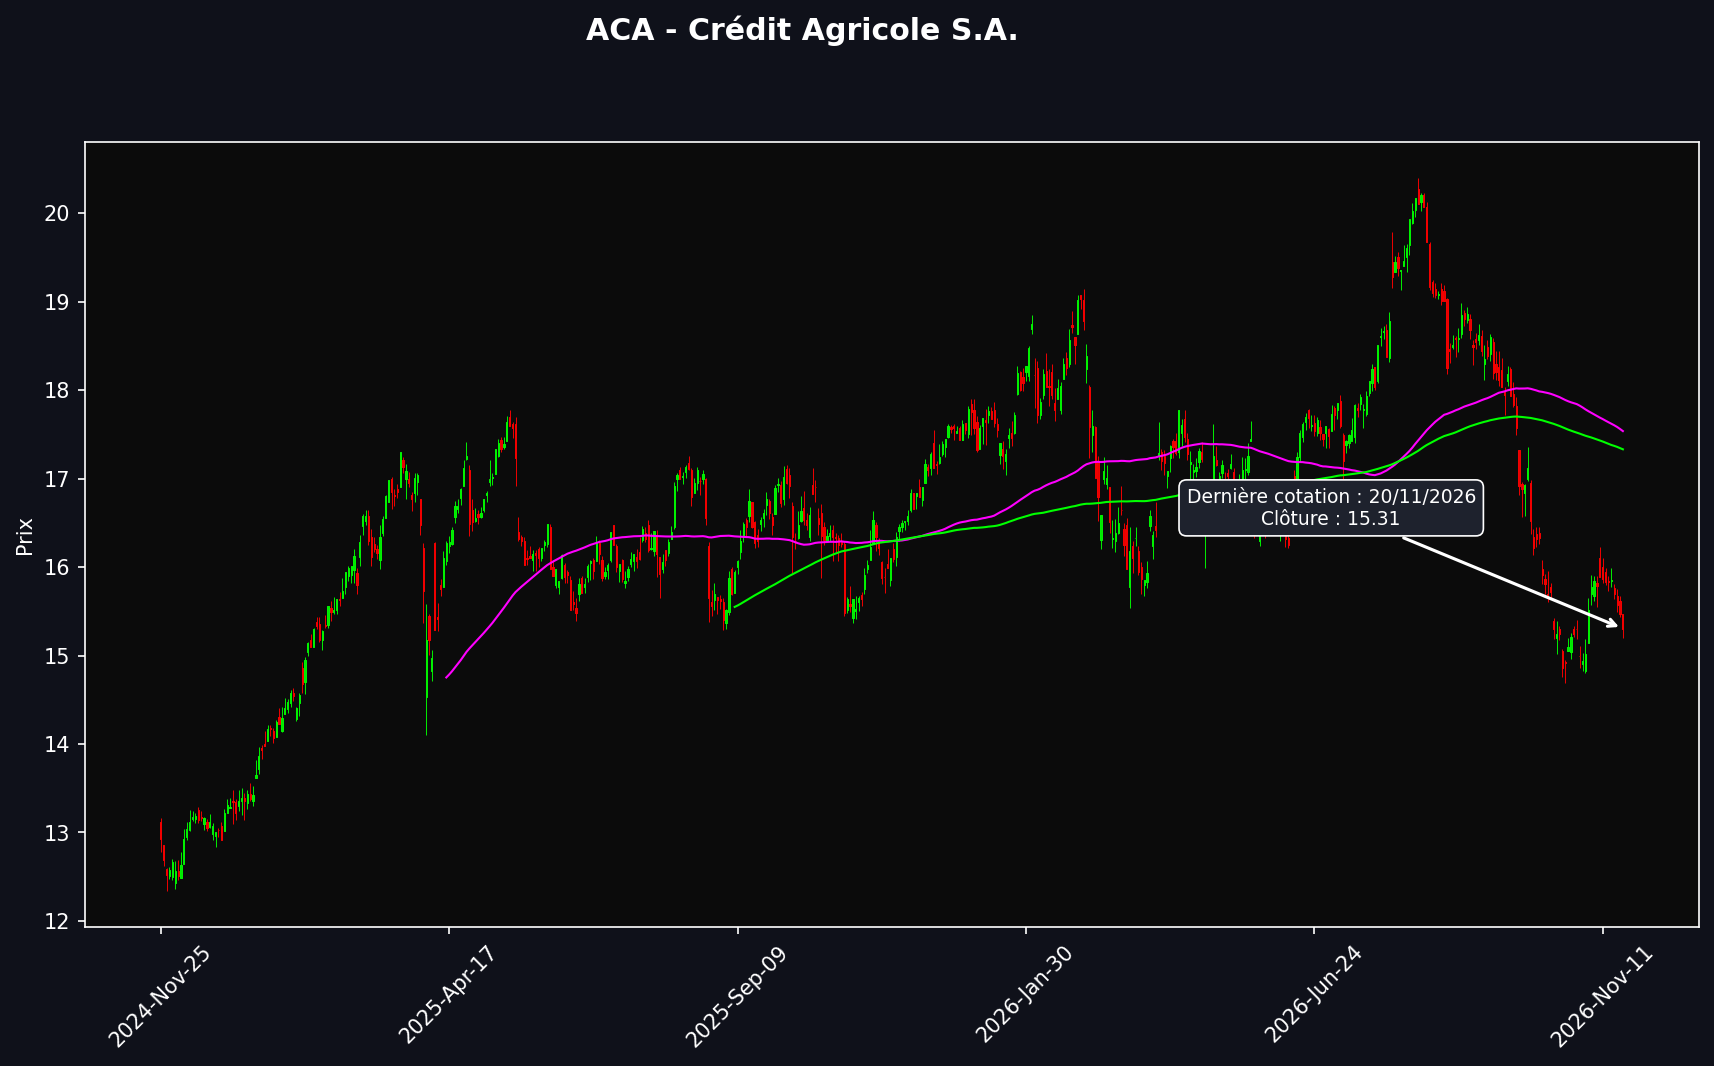 ACA - Crédit Agricole S.A.
Prix
20
19
18
17
16
15
14
13
12
Dernière cotation : 20/11/2026
Clôture : 15.31
2024-Nov-25
2025-Apr-17
2025-Sep-09
2026-Jan-30
2026-Jun-24
2026-Nov-11